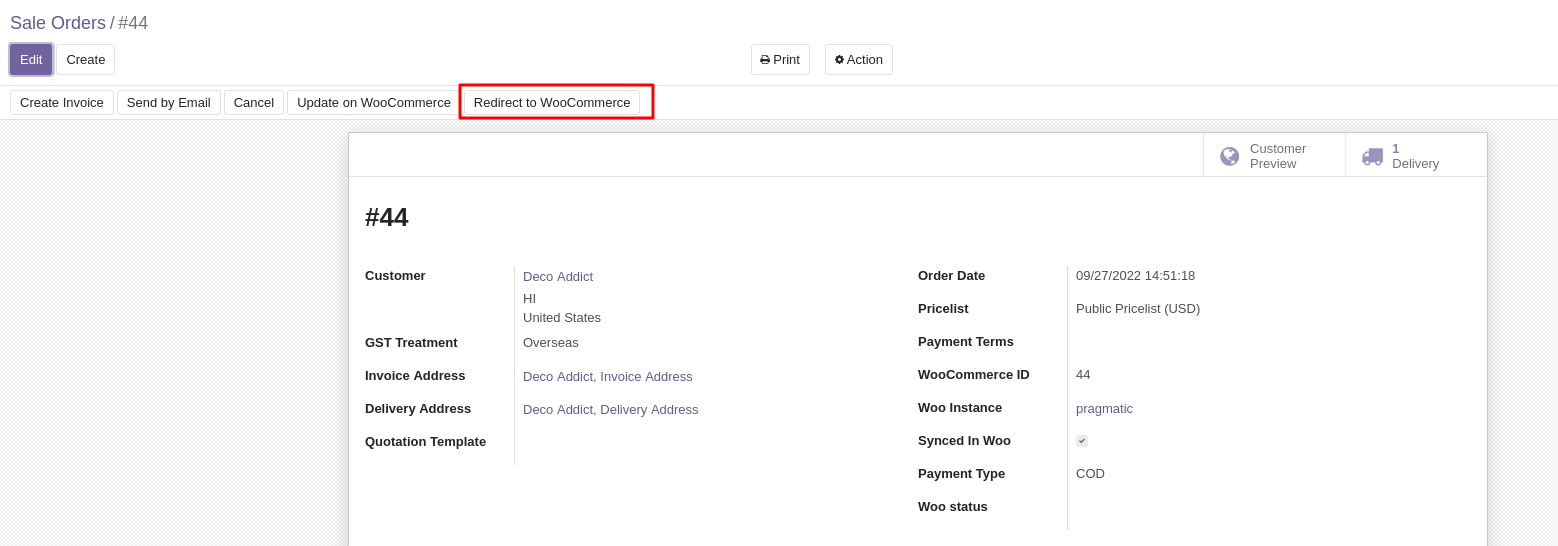 Sale Orders / #44
Edit Create Print Action
Create Invoice Send by Email Cancel Update on WooCommerce Redirect to WooCommerce
Customer Preview
1 Delivery
#44
Customer Deco Addict
HI
United States
GST Treatment Overseas
Invoice Address Deco Addict, Invoice Address
Delivery Address Deco Addict, Delivery Address
Quotation Template
Order Date 09/27/2022 14:51:18
Pricelist Public Pricelist (USD)
Payment Terms
WooCommerce ID 44
Woo Instance pragmatic
Synced In Woo
Payment Type COD
Woo status